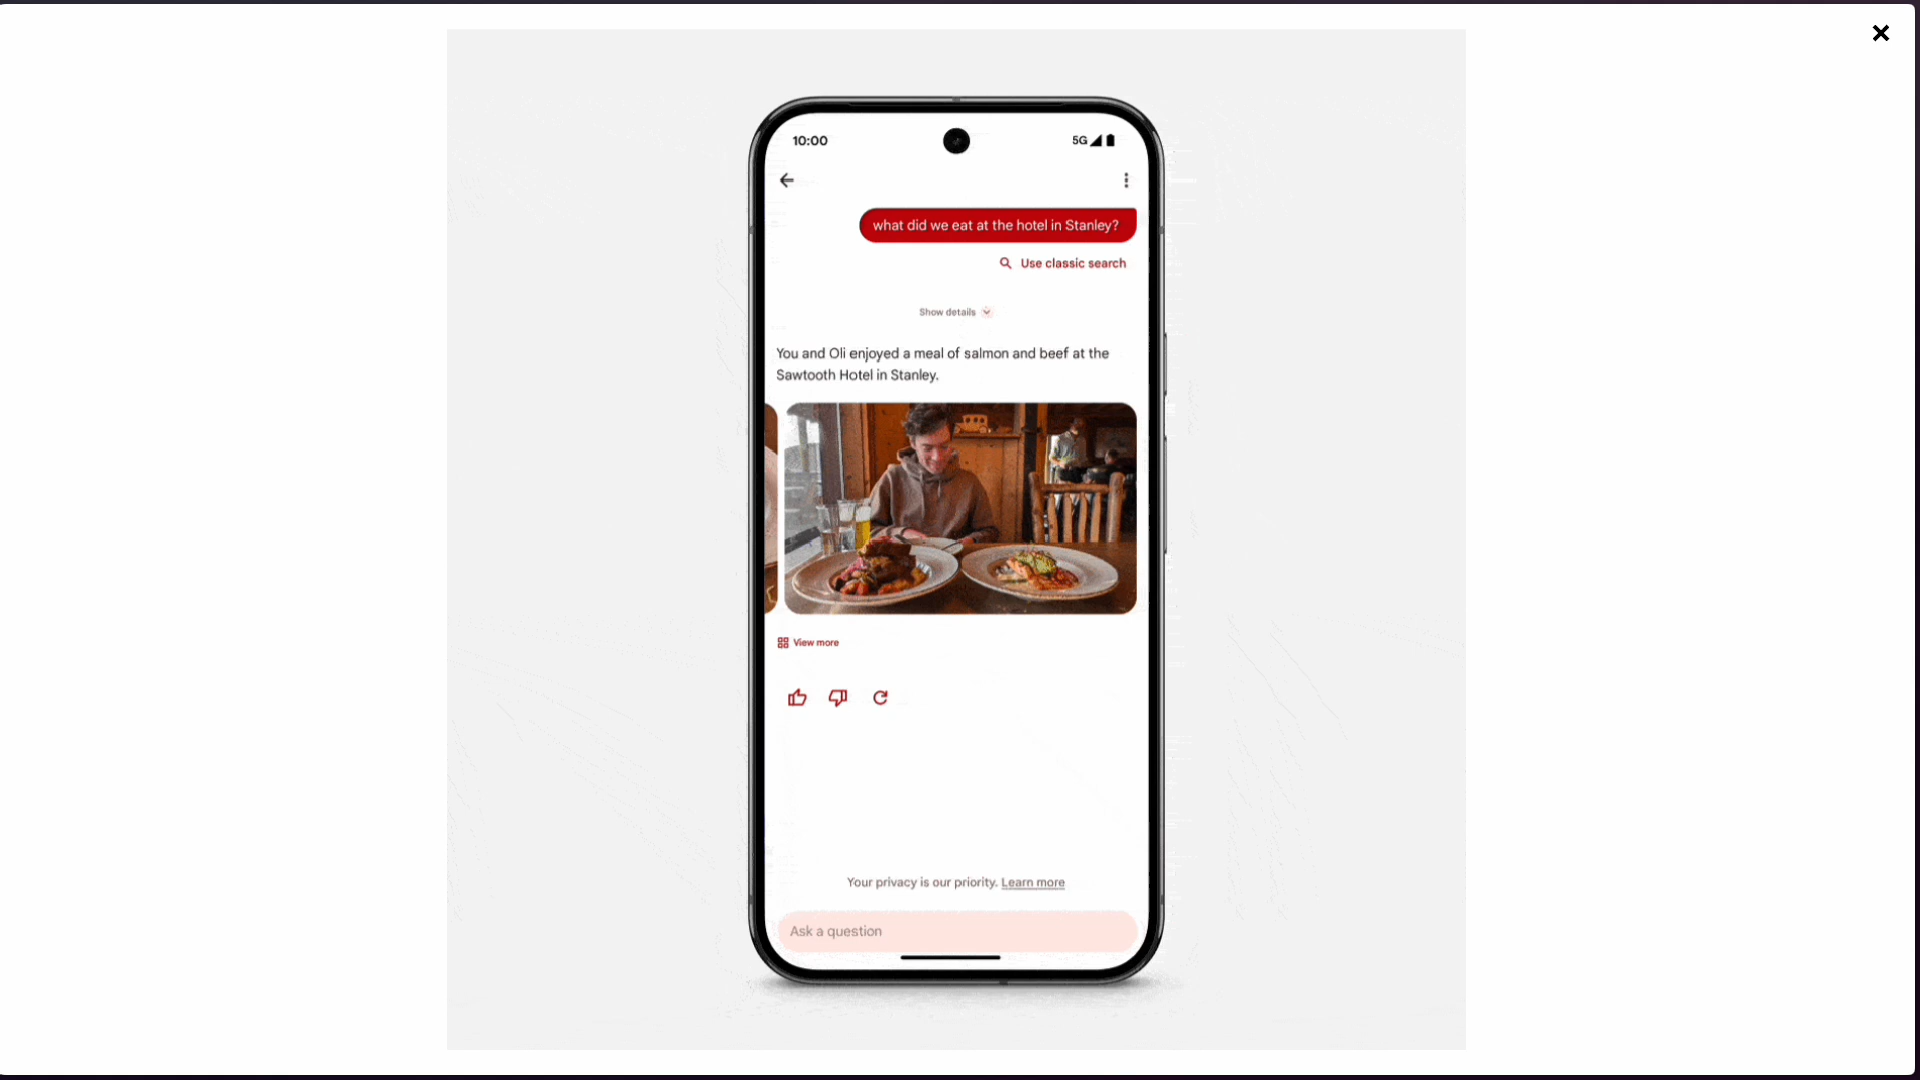 10:00
5G
what did we eat at the hotel in Stanley?
Use classic search
Show details
You and Oli enjoyed a meal of salmon and beef at the
Sawtooth Hotel in Stanley.
View more
Your privacy is our priority. Learn more
Ask a question